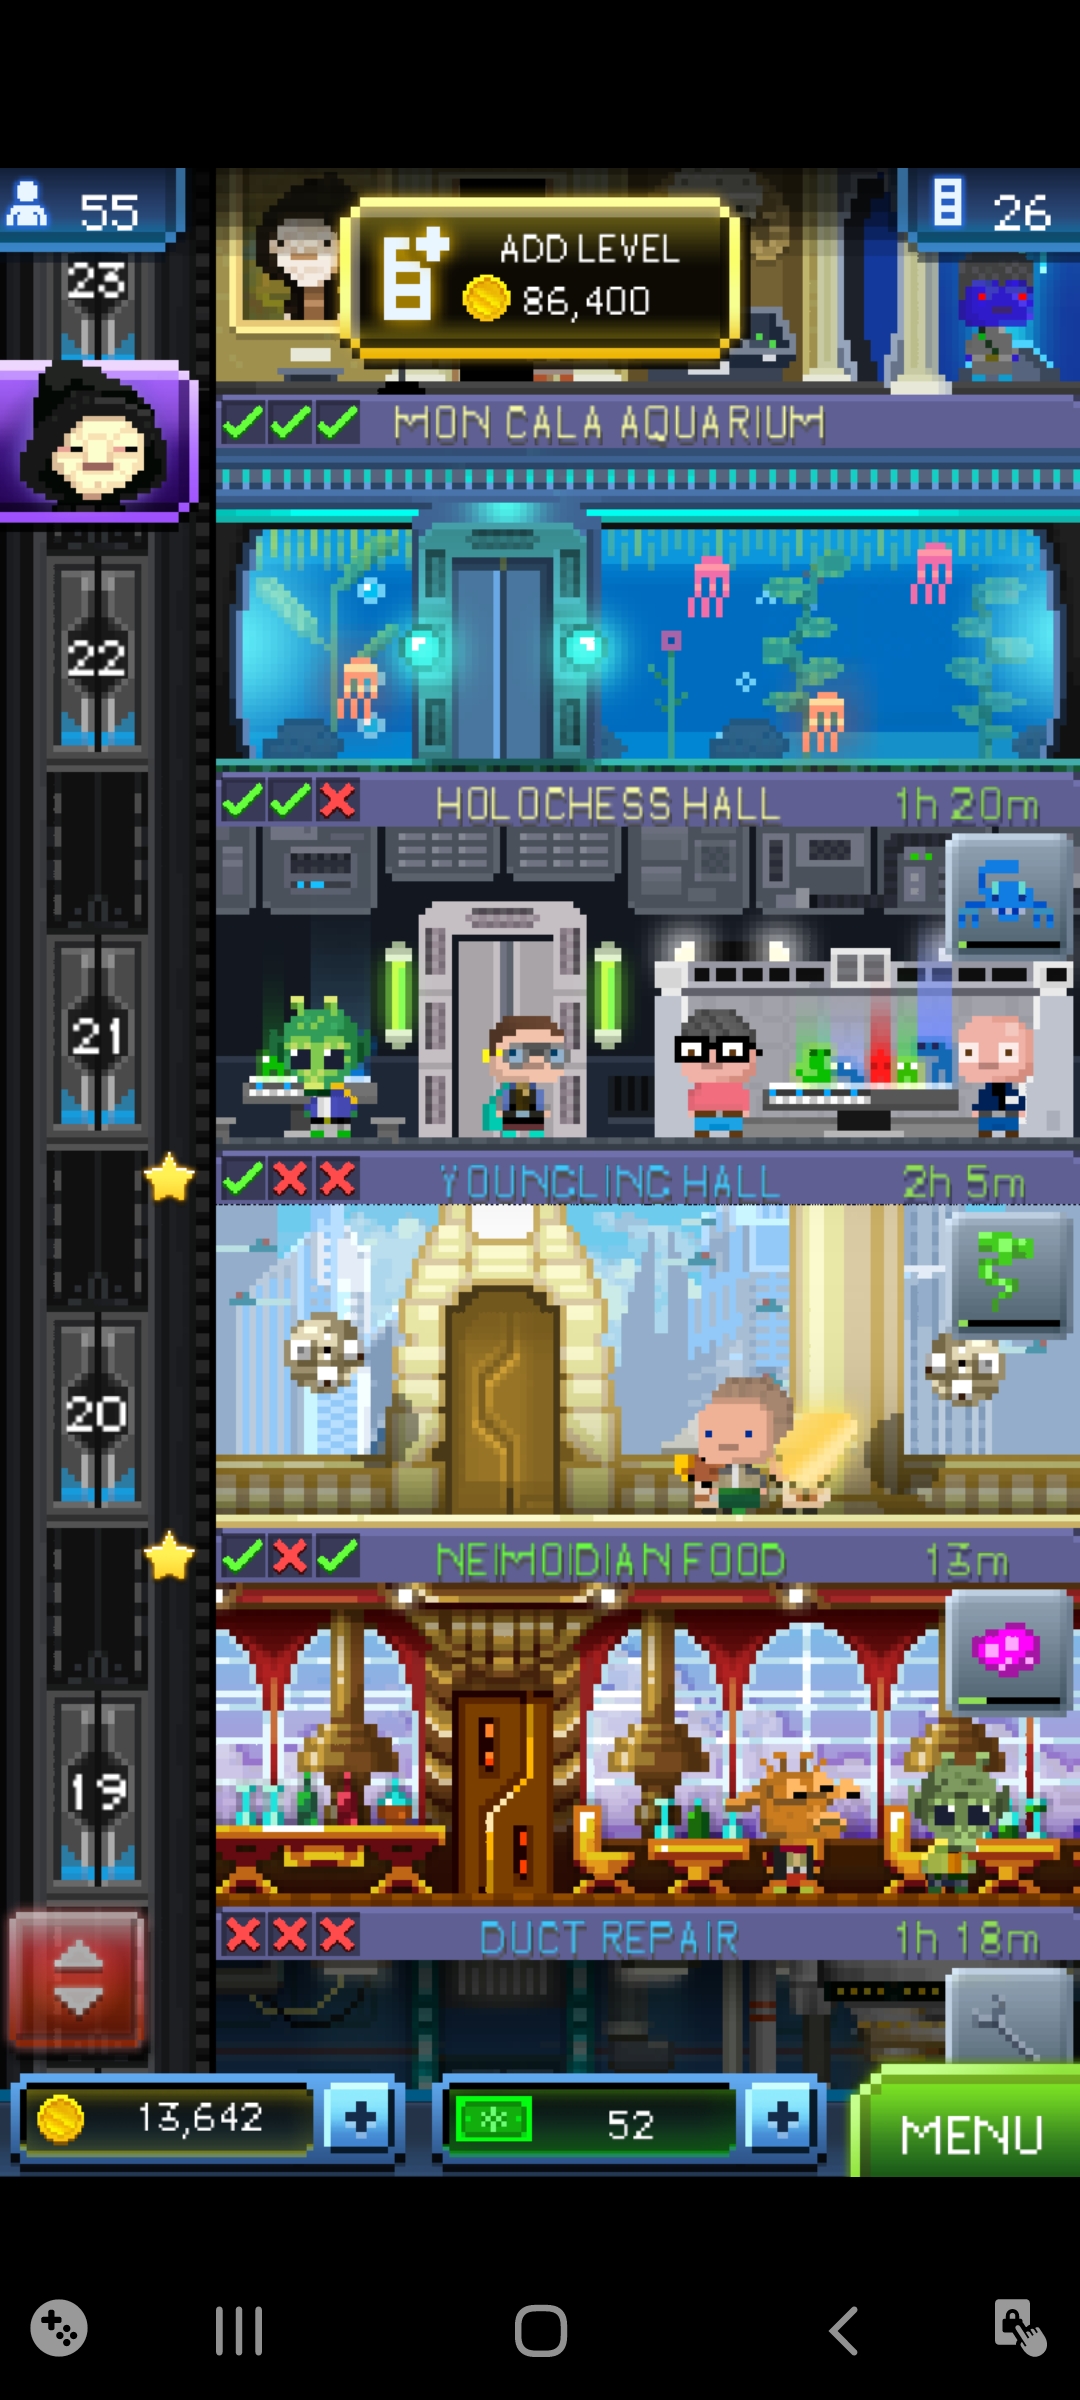 55
ADD LEVEL
86,400
26
23
MON CALA AQUARIUM
22
HOLOCHESS HALL 1h 20m
21
YOUNGLING HALL 2h 5m
20
NEIMOIDIAN FOOD 13m
19
DUCT REPAIR 1h 18m
13,642
52
MENU